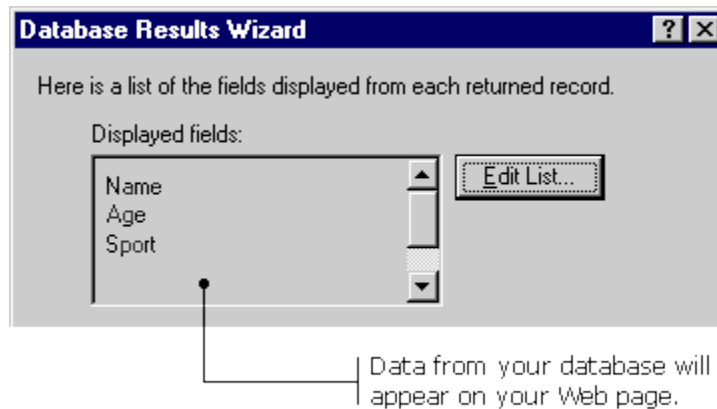 Database Results Wizard
Here is a list of the fields displayed from each returned record.
Displayed fields:
Name
Age
Sport
Edit List...
Data from your database will
appear on your Web page.